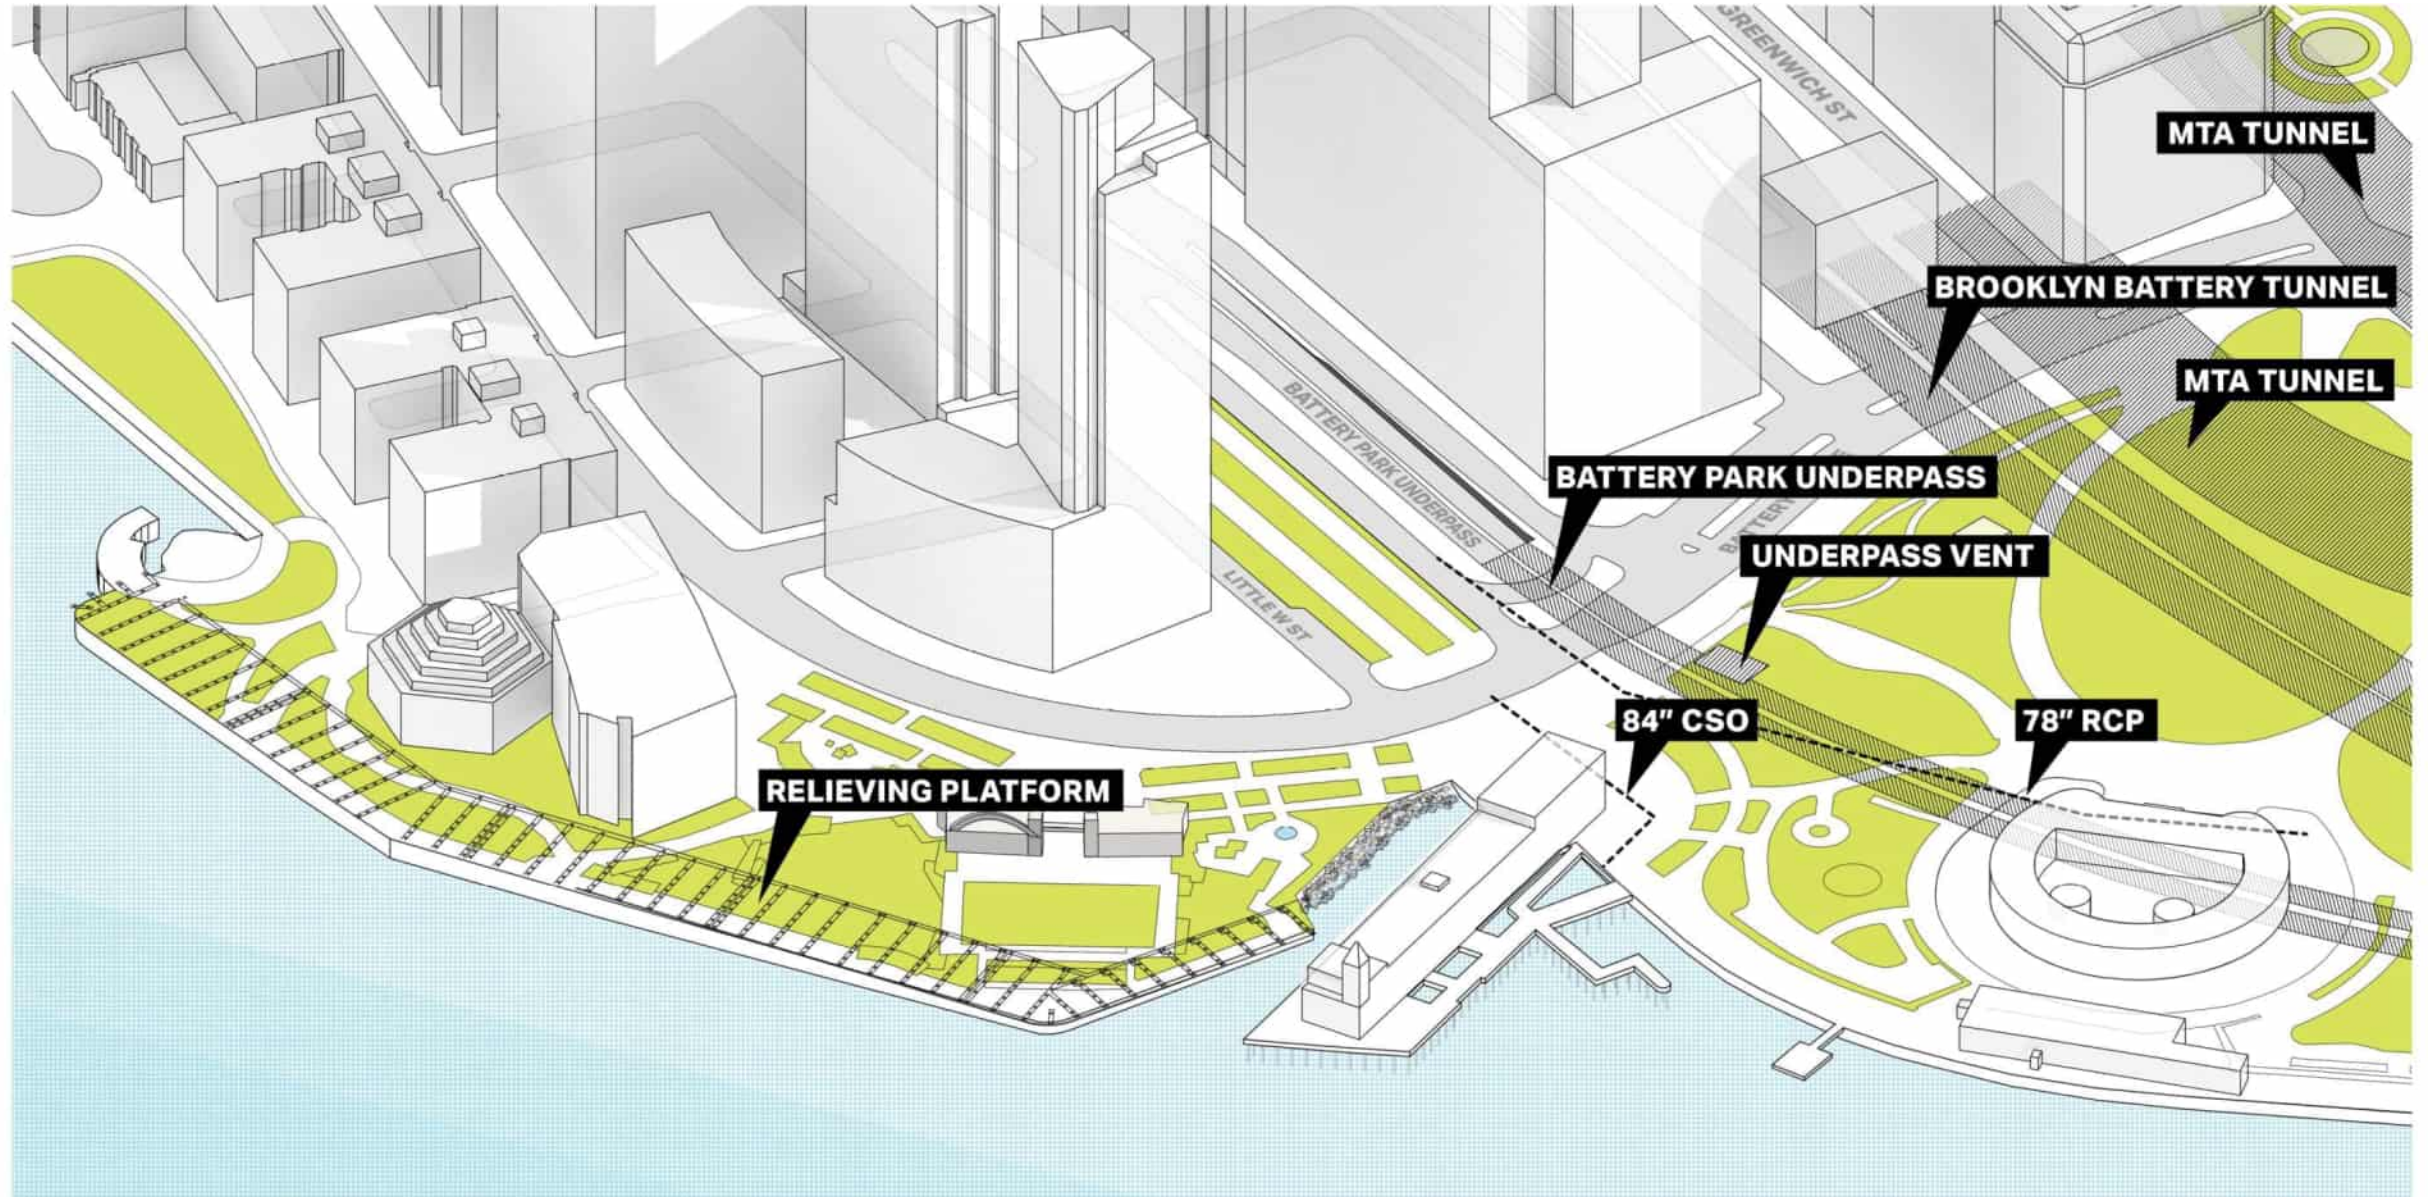 GREENWICH ST
MTA TUNNEL
BROOKLYN BATTERY TUNNEL
MTA TUNNEL
BATTERY PARK UNDERPASS
BATTERY PARK UNDERPASS
BATTERY
UNDERPASS VENT
LITTLE W ST
84″ CSO
78″ RCP
RELIEVING PLATFORM